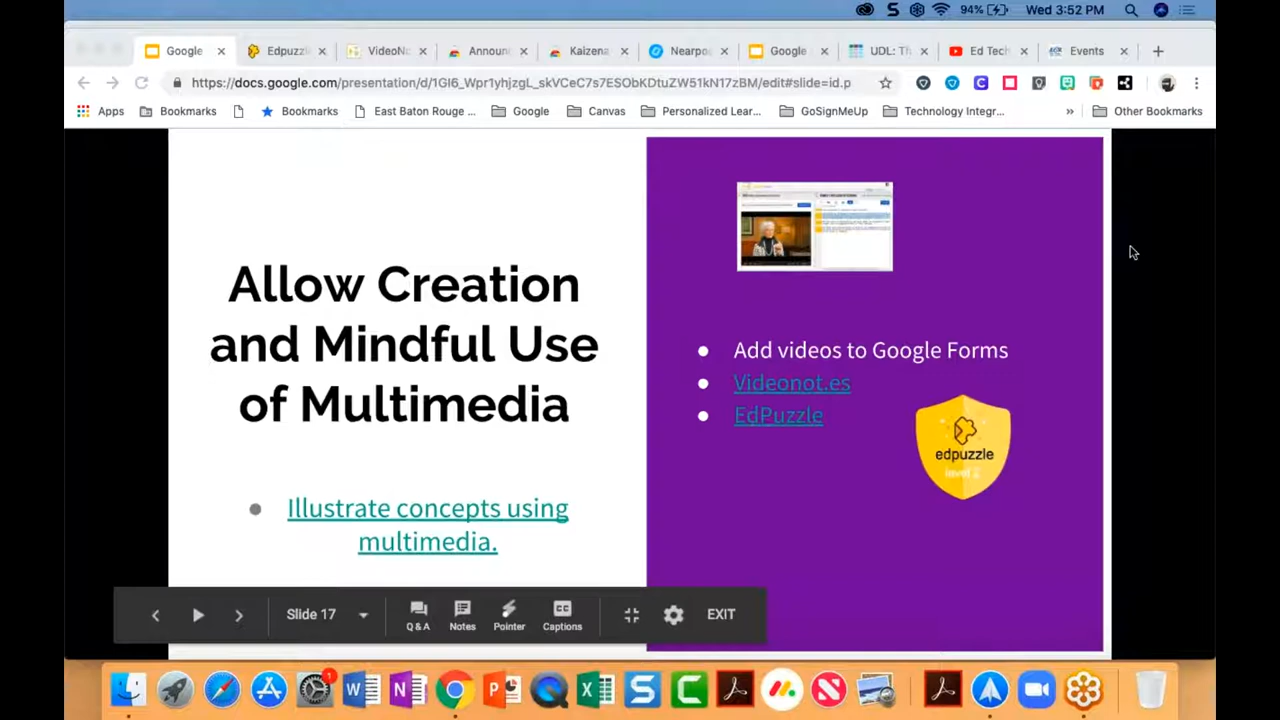 94% Wed 3:52 PM
Google Edpuzzl VideoNo Announ Kaizena Nearpo Google UDL: Th Ed Tech Events
https://docs.google.com/presentation/d/1GI6_Wpr1yhjzgL_skVCeC7s7ESObKDtuZW51kN17zBM/edit#slide=id.p
Apps Bookmarks Bookmarks East Baton Rouge ... Google Canvas Personalized Lear... GoSignMeUp Technology Integr... » Other Bookmarks
Allow Creation
and Mindful Use
of Multimedia
Illustrate concepts using
multimedia.
Add videos to Google Forms
Videonot.es
EdPuzzle
edpuzzle
Slide 17 Q & A Notes Pointer Captions EXIT